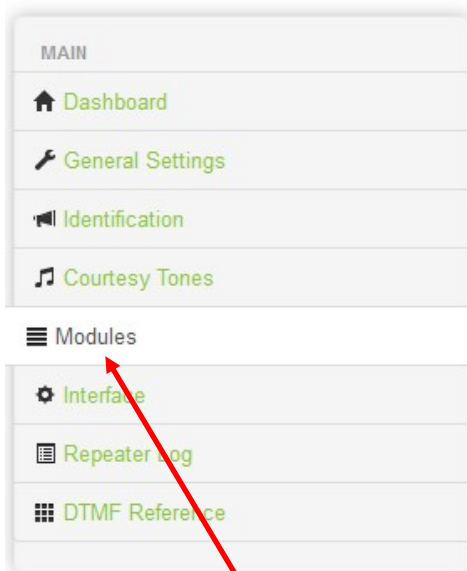 MAIN
Dashboard
General Settings
Identification
Courtesy Tones
Modules
Interface
Repeater Log
DTMF Reference